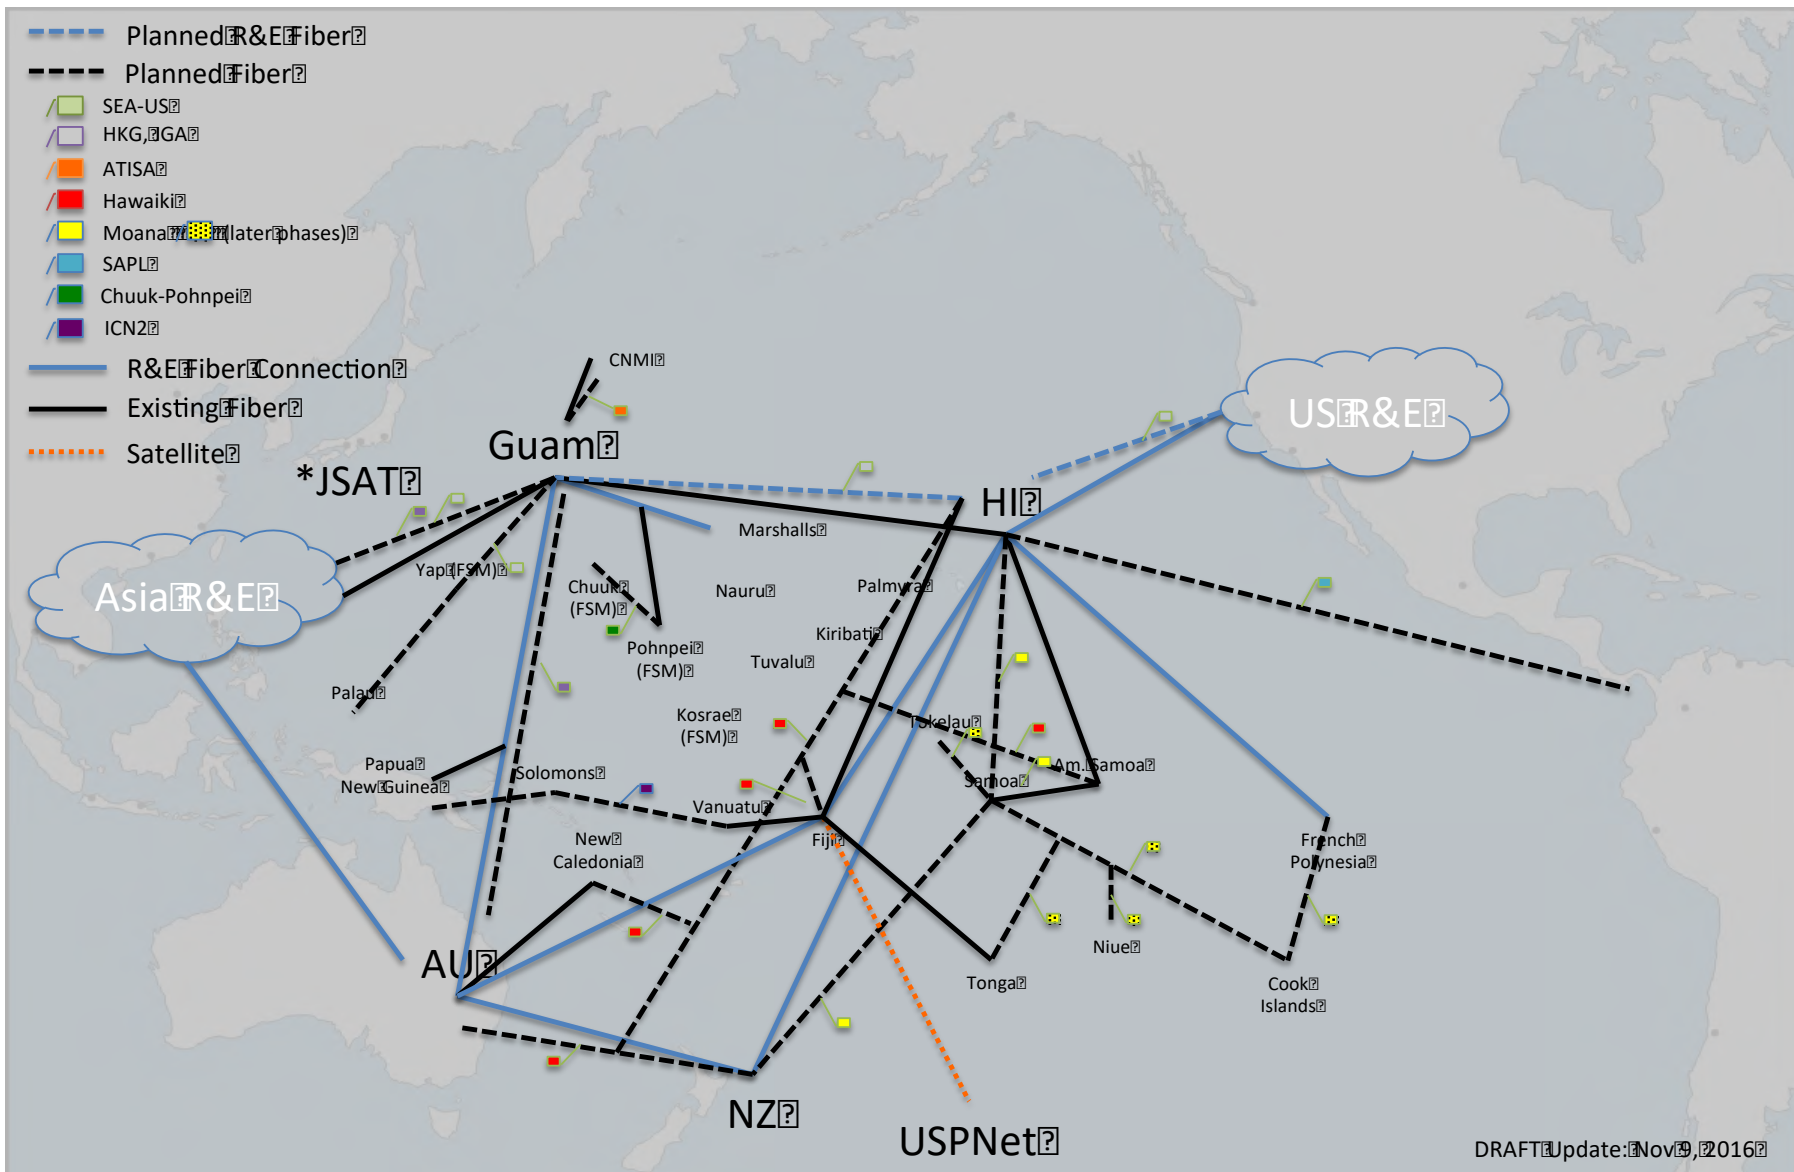 Planned R&E Fiber
Planned Fiber
SEA-US
HKG, JGA
ATISA
Hawaiki
Moana (later phases)
SAPL
Chuuk-Pohnpei
ICN2
R&E Fiber Connection
Existing Fiber
Satellite
CNMI
Guam
*JSAT
US R&E
HI
Marshalls
Yap (FSM)
Asia R&E
Chuuk
(FSM)
Nauru
Palmyra
Kiribati
Pohnpei
(FSM)
Tuvalu
Palau
Kosrae
(FSM)
Tokelau
Papua
New Guinea
Solomons
Am. Samoa
Samoa
Vanuatu
Fiji
New
Caledonia
French
Polynesia
AU
Niue
Tonga
Cook
Islands
NZ
USPNet
DRAFT Update: Nov 9, 2016